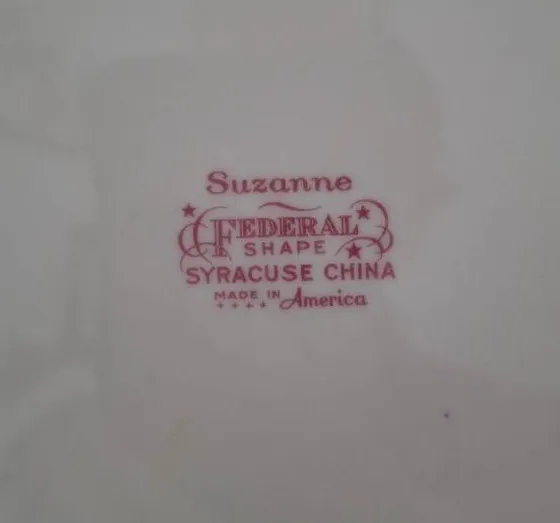 Suzanne
FEDERAL
SHAPE
SYRACUSE CHINA
MADE IN America